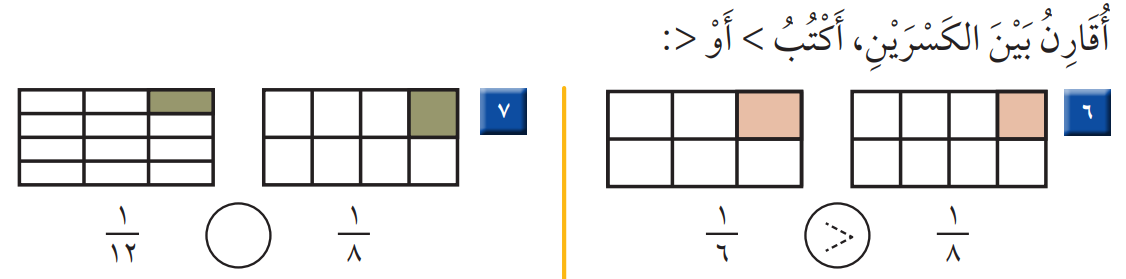 أُقَارِنُ بَيْنَ الكَسْرَيْنِ، أَكْتُبُ > أَوْ <:
٦
١/٨ < ١/٦
٧
١/٨
١/١٢